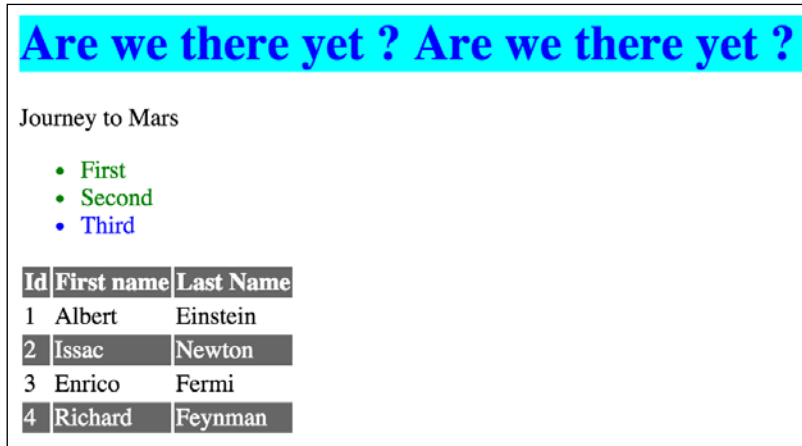 Are we there yet ? Are we there yet ?
Journey to Mars
• First
• Second
• Third
Id First name Last Name
1 Albert Einstein
2 Issac Newton
3 Enrico Fermi
4 Richard Feynman